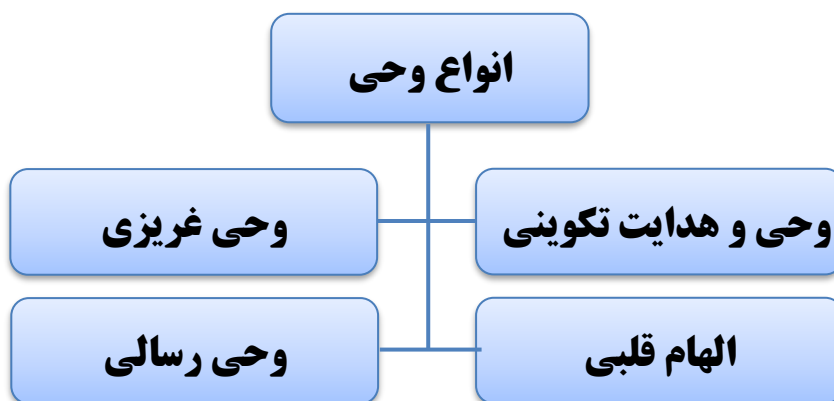 انواع وحی
وحی و هدایت تکوینی
وحی غریزی
الهام قلبی
وحی رسالی